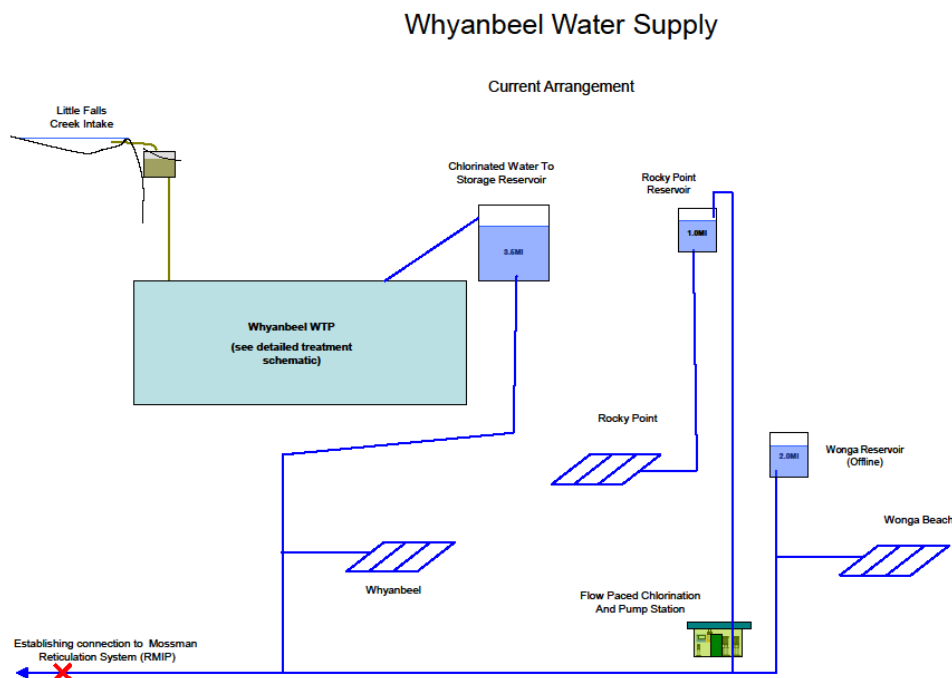 Whyanbeel Water Supply
Current Arrangement
Little Falls
Creek Intake
Chlorinated Water To
Storage Reservoir
Rocky Point
Reservoir
3.5Ml
1.0Ml
Whyanbeel WTP
(see detailed treatment
schematic)
Rocky Point
2.0Ml
Wonga Reservoir
(Offline)
Wonga Beach
Whyanbeel
Flow Paced Chlorination
And Pump Station
Establishing connection to Mossman
Reticulation System (RMIP)